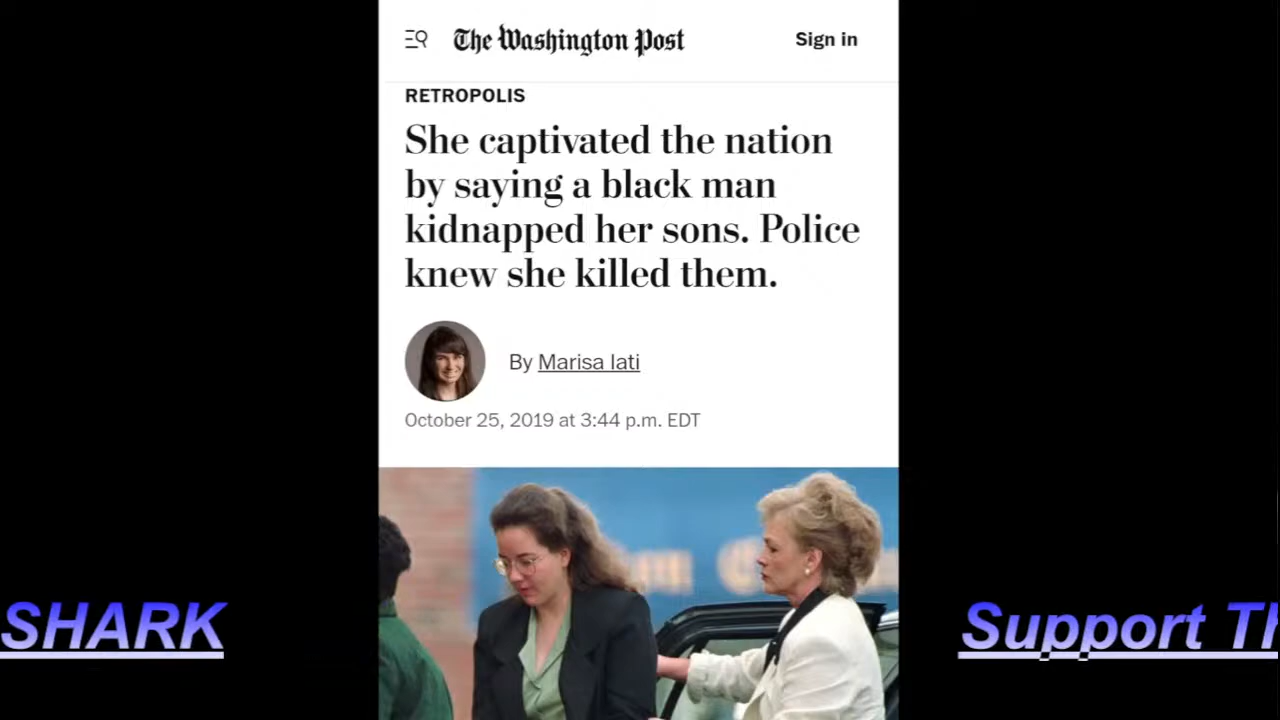 The Washington Post
Sign in
RETROPOLIS
She captivated the nation
by saying a black man
kidnapped her sons. Police
knew she killed them.
By Marisa Iati
October 25, 2019 at 3:44 p.m. EDT
SHARK
Support